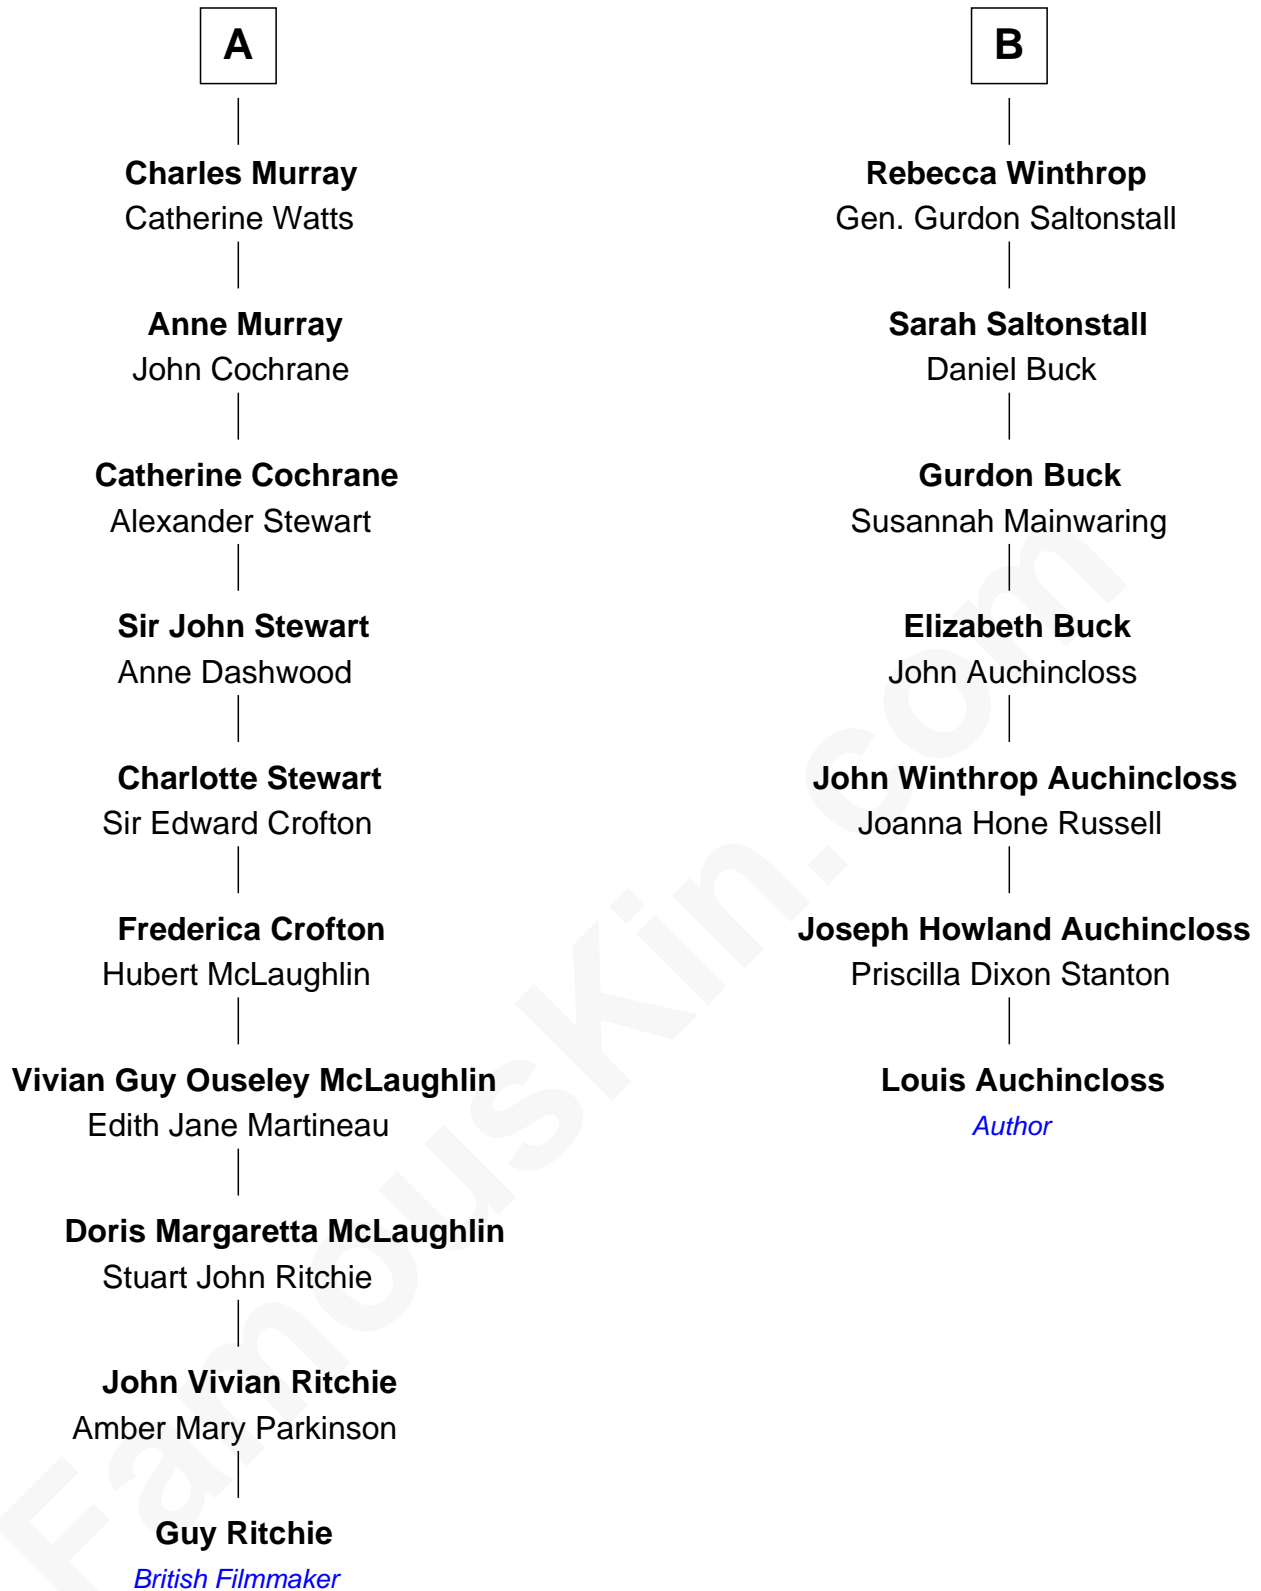 A
Charles Murray
Catherine Watts
Anne Murray
John Cochrane
Catherine Cochrane
Alexander Stewart
Sir John Stewart
Anne Dashwood
Charlotte Stewart
Sir Edward Crofton
Frederica Crofton
Hubert McLaughlin
Vivian Guy Ouseley McLaughlin
Edith Jane Martineau
Doris Margaretta McLaughlin
Stuart John Ritchie
John Vivian Ritchie
Amber Mary Parkinson
Guy Ritchie
British Filmmaker
B
Rebecca Winthrop
Gen. Gurdon Saltonstall
Sarah Saltonstall
Daniel Buck
Gurdon Buck
Susannah Mainwaring
Elizabeth Buck
John Auchincloss
John Winthrop Auchincloss
Joanna Hone Russell
Joseph Howland Auchincloss
Priscilla Dixon Stanton
Louis Auchincloss
Author
FamousKin.com